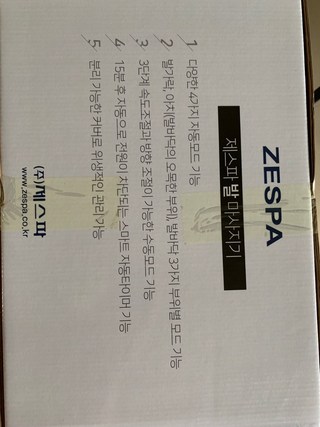 ZESPA
제스파 발 마사지기
1. 다양한 4가지 자동모드 기능
2. 발가락, 아치(발바닥의 오목한 부위), 발바닥 3가지 부위별 모드 기능
3. 3단계 속도조절과 방향 조절이 가능한 수동모드 기능
4. 15분 후 자동으로 전원이 차단되는 스마트 자동타이머 기능
5. 분리 가능한 커버로 위생적인 관리가능
(주)제스파
www.zespa.co.kr